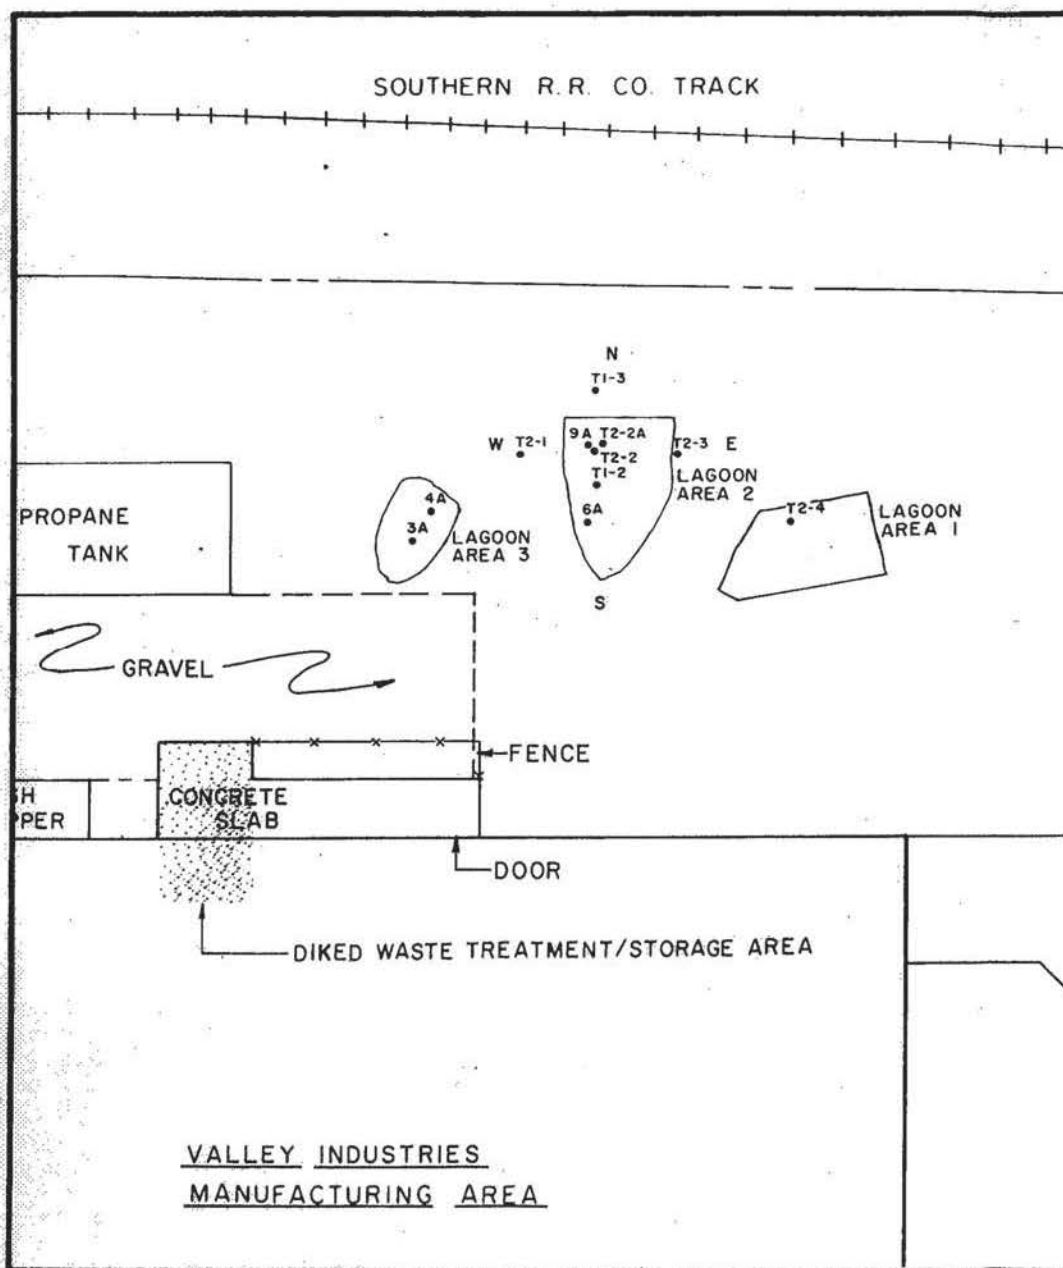 SOUTHERN R.R. CO. TRACK
N
T1-3
W T2-1
9A T2-2A
T2-2
T2-3 E
T1-2
LAGOON
AREA 2
6A
S
4A
3A
LAGOON
AREA 3
T2-4
LAGOON
AREA 1
PROPANE
TANK
GRAVEL
FENCE
CONCRETE
SLAB
DOOR
DIKED WASTE TREATMENT/STORAGE AREA
VALLEY INDUSTRIES
MANUFACTURING AREA